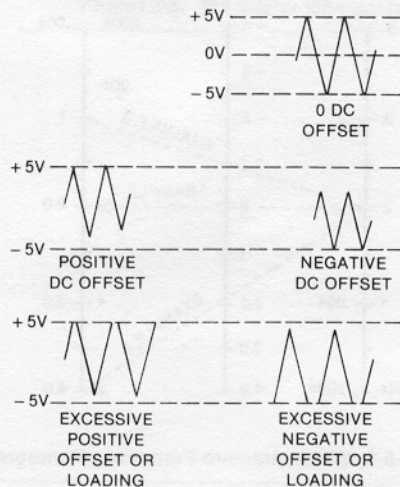 +5V
0V
-5V
0 DC
OFFSET
+5V
-5V
POSITIVE
DC OFFSET
NEGATIVE
DC OFFSET
+5V
-5V
EXCESSIVE
POSITIVE
OFFSET OR
LOADING
EXCESSIVE
NEGATIVE
OFFSET OR
LOADING